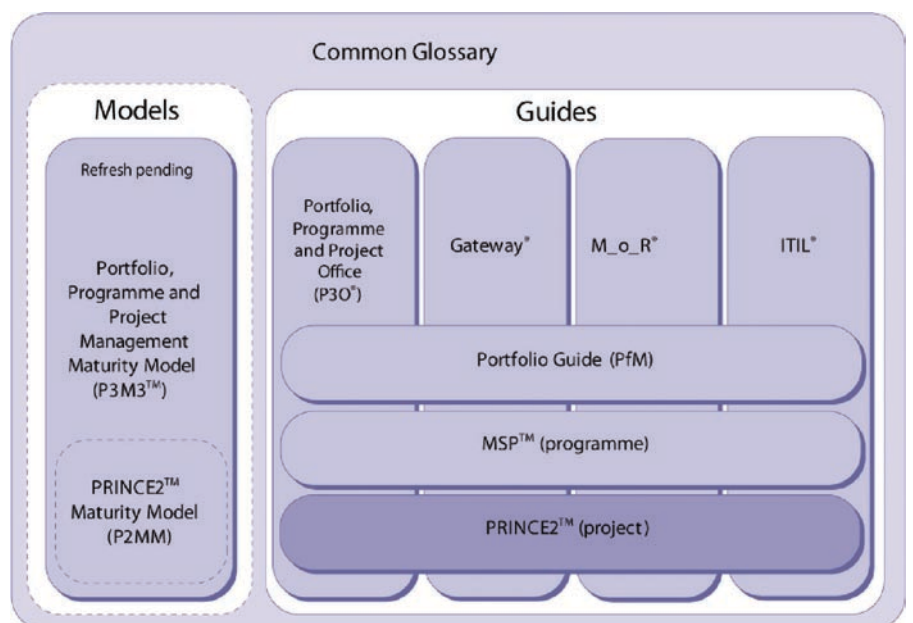 Common Glossary
Models
Refresh pending
Portfolio,
Programme and
Project
Management
Maturity Model
(P3M3™)
PRINCE2™
Maturity Model
(P2MM)
Guides
Portfolio,
Programme
and Project
Office
(P3O®)
Gateway®
M_o_R®
ITIL®
Portfolio Guide (PfM)
MSP™ (programme)
PRINCE2™ (project)